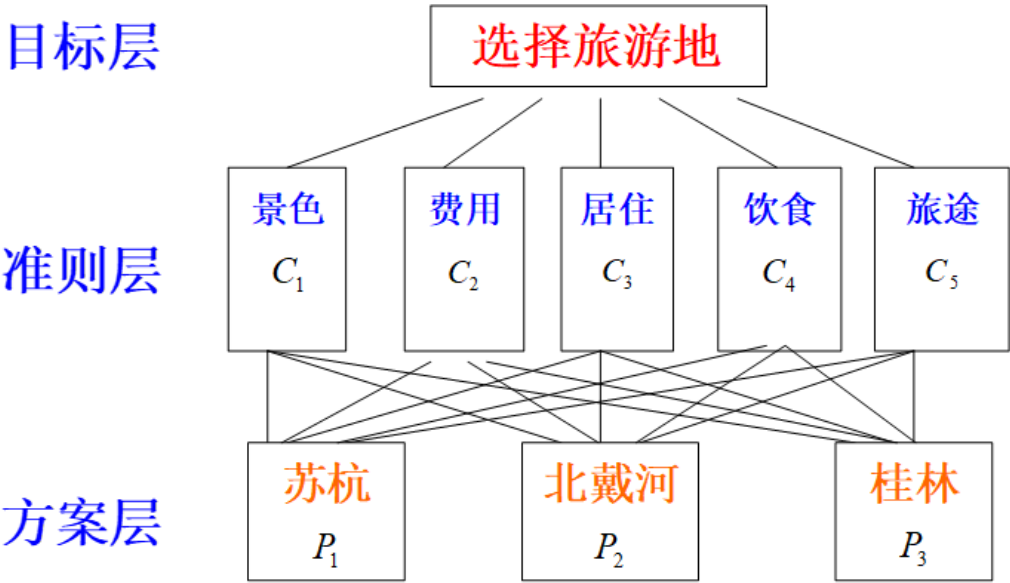 目标层
选择旅游地
准则层
景色
C₁
费用
C₂
居住
C₃
饮食
C₄
旅途
C₅
方案层
苏杭
P₁
北戴河
P₂
桂林
P₃